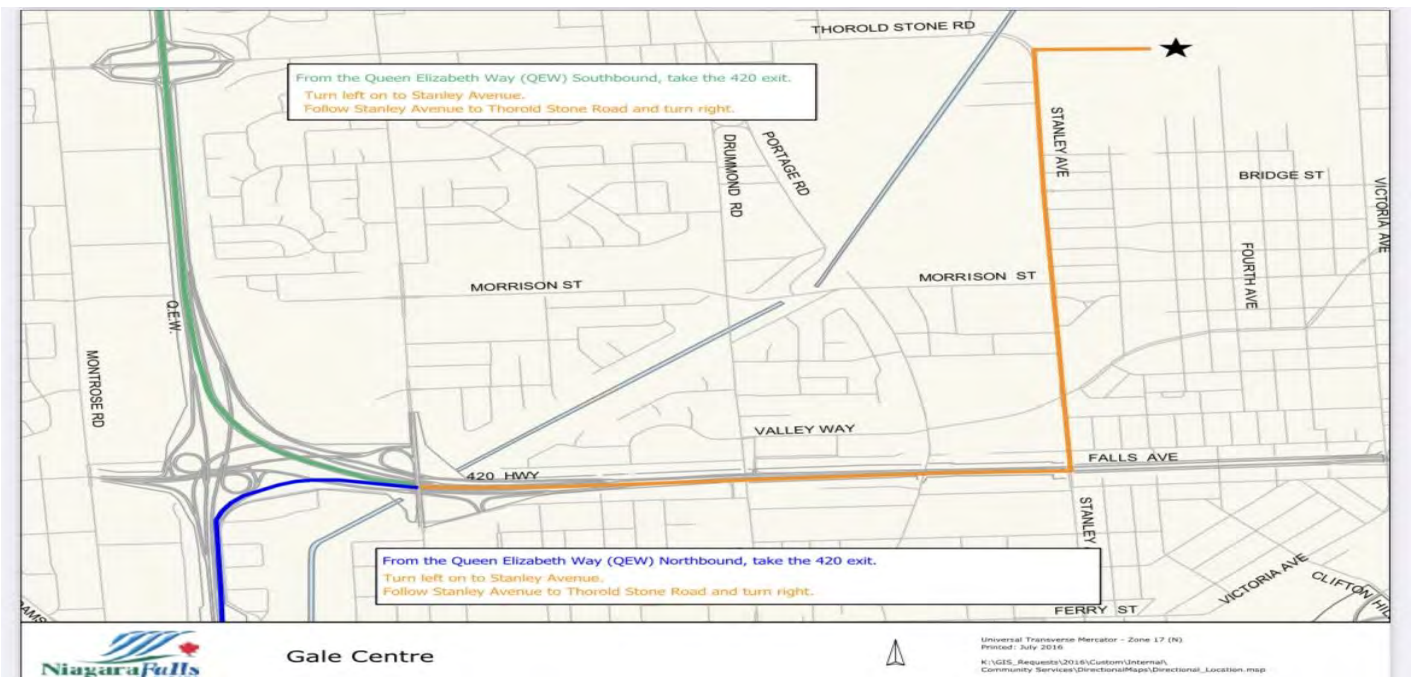 THOROLD STONE RD
From the Queen Elizabeth Way (QEW) Southbound, take the 420 exit.
Turn left on to Stanley Avenue.
Follow Stanley Avenue to Thorold Stone Road and turn right.
STANLEY AVE
DRUMMOND RD
PORTAGE RD
BRIDGE ST
VICTORIA AVE
FOURTH AVE
MORRISON ST
MORRISON ST
Q.E.W.
MONTROSE RD
VALLEY WAY
FALLS AVE
420 HWY
STANLEY
From the Queen Elizabeth Way (QEW) Northbound, take the 420 exit.
Turn left on to Stanley Avenue.
Follow Stanley Avenue to Thorold Stone Road and turn right.
VICTORIA AVE
CLIFTON HIL
FERRY ST
NiagaraFalls
Gale Centre
Universal Transverse Mercator - Zone 17 (N)
Printed: July 2016
K:\GIS_Requests\2016\Custom\Internal\
Community Services\DirectionalMaps\Directional_Location.map